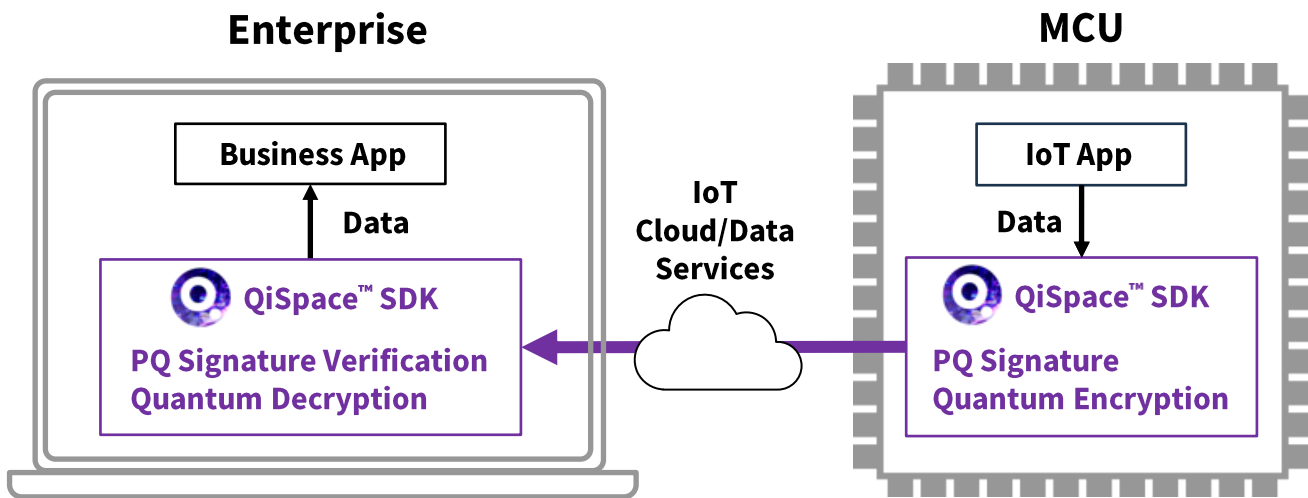 Enterprise
MCU
Business App
Data
QiSpace™ SDK
PQ Signature Verification
Quantum Decryption
IoT
Cloud/Data
Services
IoT App
Data
QiSpace™ SDK
PQ Signature
Quantum Encryption